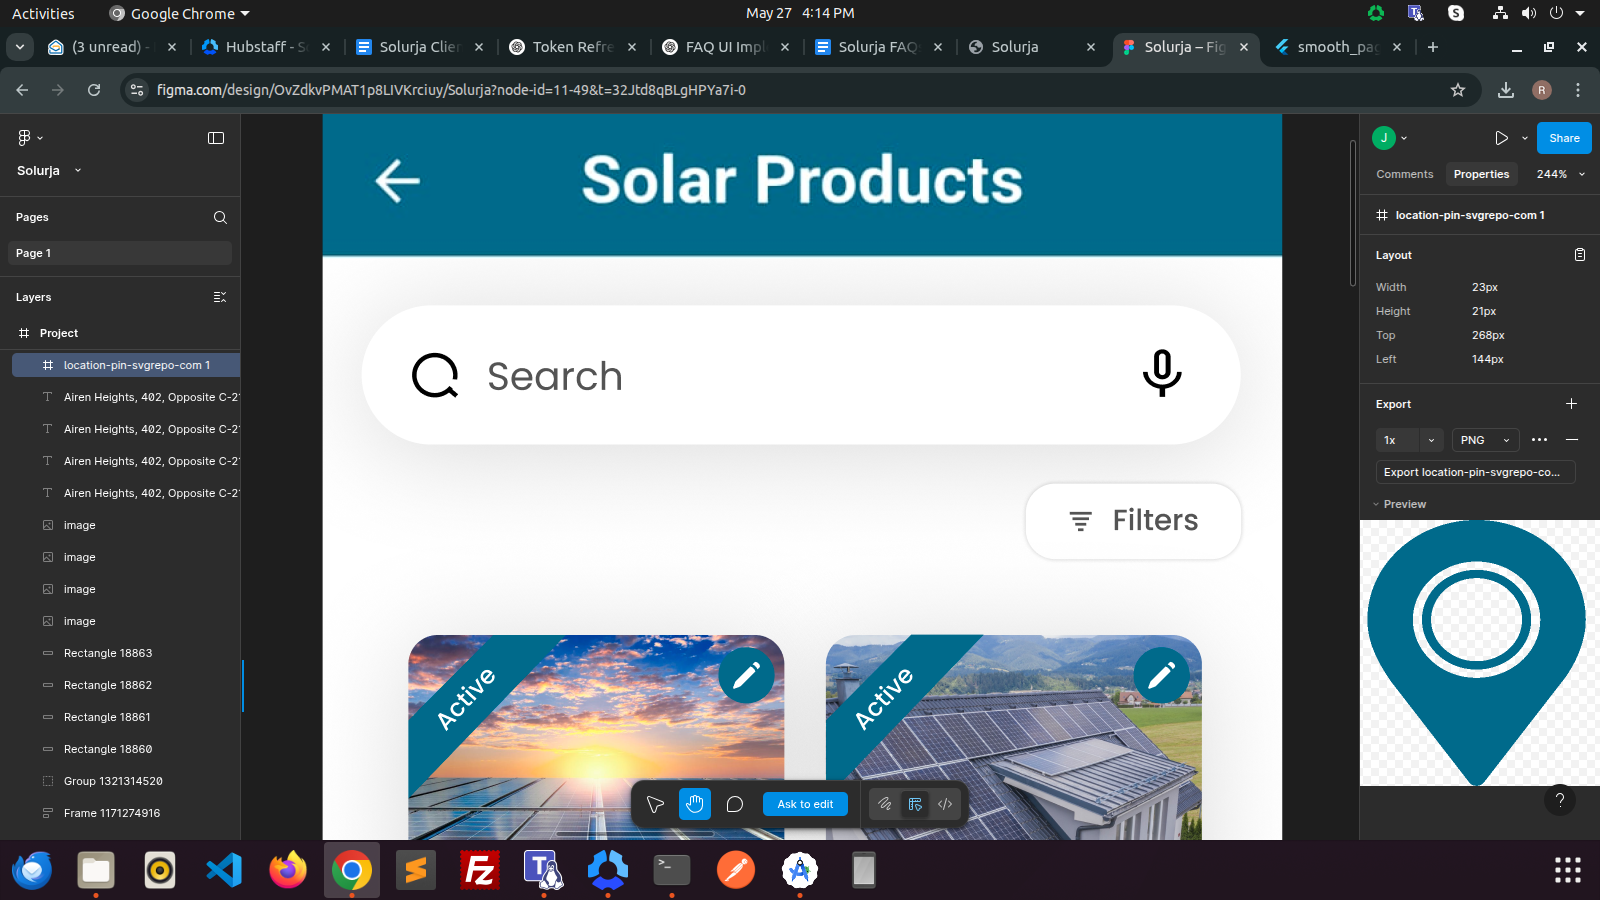 Activities
Google Chrome
May 27 4:14 PM
(3 unread) -
Hubstaff - S
Solurja Clie
Token Refre
FAQ UI Impl
Solurja FAQ
Solurja
Solurja – Fig
smooth_pa
figma.com/design/OvZdkvPMAT1p8LIVKrciuy/Solurja?node-id=11-49&t=32Jtd8qBLgHPYa7i-0
R
Solurja
Pages
Page 1
Layers
Project
location-pin-svgrepo-com 1
Airen Heights, 402, Opposite C-21
Airen Heights, 402, Opposite C-21
Airen Heights, 402, Opposite C-21
Airen Heights, 402, Opposite C-21
image
image
image
image
Rectangle 18863
Rectangle 18862
Rectangle 18861
Rectangle 18860
Group 1321314520
Frame 1171274916
Solar Products
Search
Filters
Active
Active
Ask to edit
J
Share
Comments
Properties
244%
location-pin-svgrepo-com 1
Layout
Width 23px
Height 21px
Top 268px
Left 144px
Export
1x
PNG
Export location-pin-svgrepo-co...
Preview
?